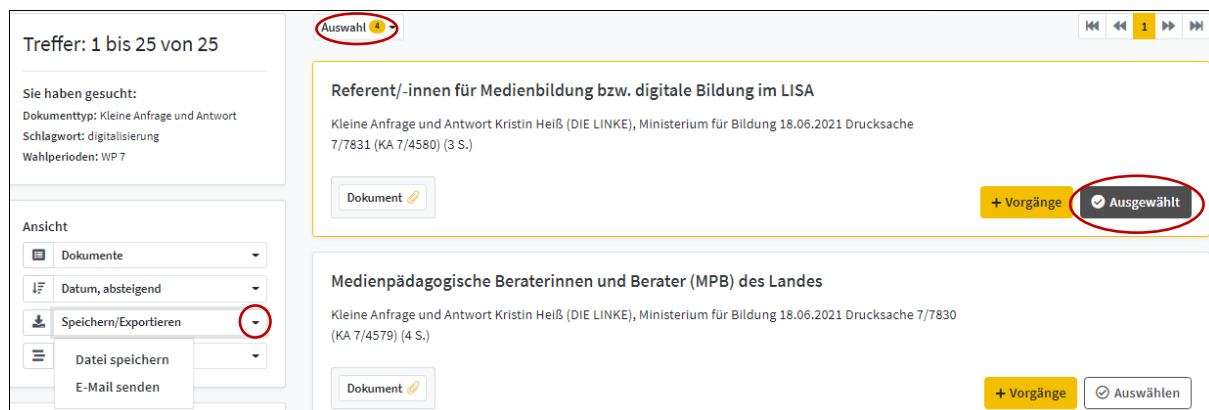 Treffer: 1 bis 25 von 25
Sie haben gesucht:
Dokumenttyp: Kleine Anfrage und Antwort
Schlagwort: digitalisierung
Wahlperioden: WP 7
Ansicht
Dokumente
Datum, absteigend
Speichern/Exportieren
Datei speichern
E-Mail senden
Auswahl 4
1
Referent/-innen für Medienbildung bzw. digitale Bildung im LISA
Kleine Anfrage und Antwort Kristin Heiß (DIE LINKE), Ministerium für Bildung 18.06.2021 Drucksache
7/7831 (KA 7/4580) (3 S.)
Dokument
+ Vorgänge
Ausgewählt
Medienpädagogische Beraterinnen und Berater (MPB) des Landes
Kleine Anfrage und Antwort Kristin Heiß (DIE LINKE), Ministerium für Bildung 18.06.2021 Drucksache 7/7830
(KA 7/4579) (4 S.)
Dokument
+ Vorgänge
Auswählen